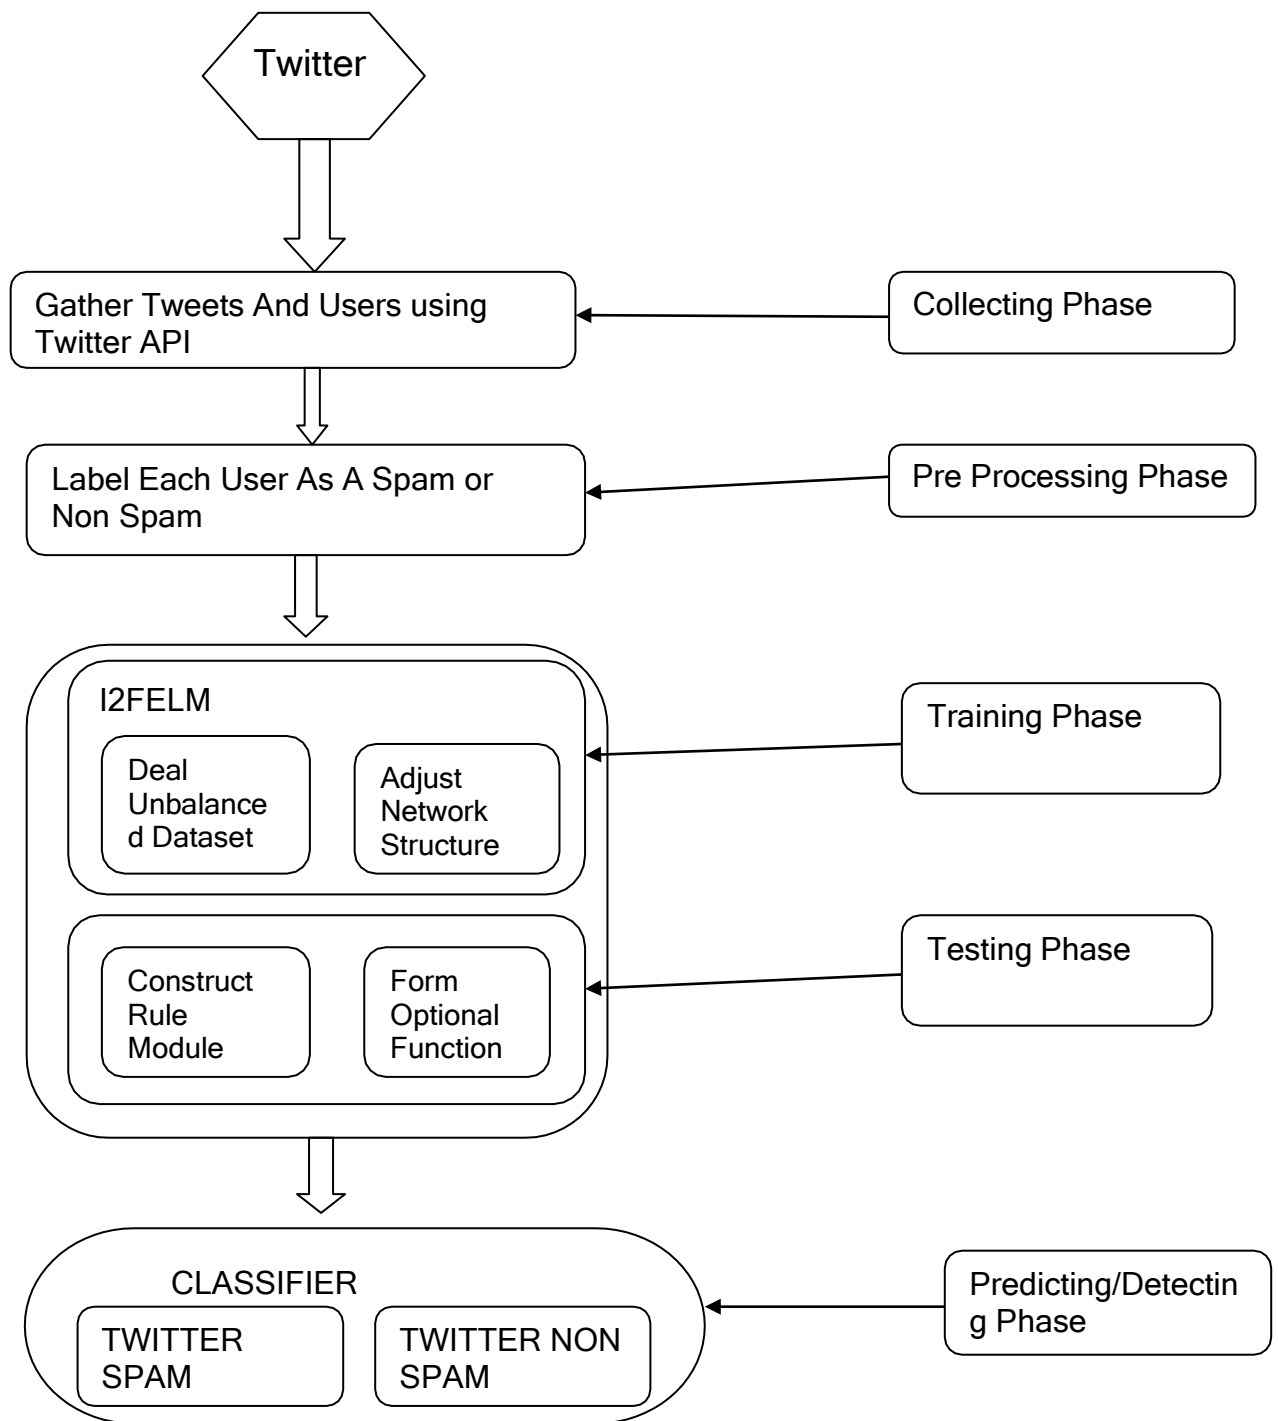 Twitter
Gather Tweets And Users using
Twitter API
Collecting Phase
Label Each User As A Spam or
Non Spam
Pre Processing Phase
I2FELM
Deal
Unbalance
d Dataset
Adjust
Network
Structure
Training Phase
Construct
Rule
Module
Form
Optional
Function
Testing Phase
CLASSIFIER
TWITTER
SPAM
TWITTER NON
SPAM
Predicting/Detectin
g Phase